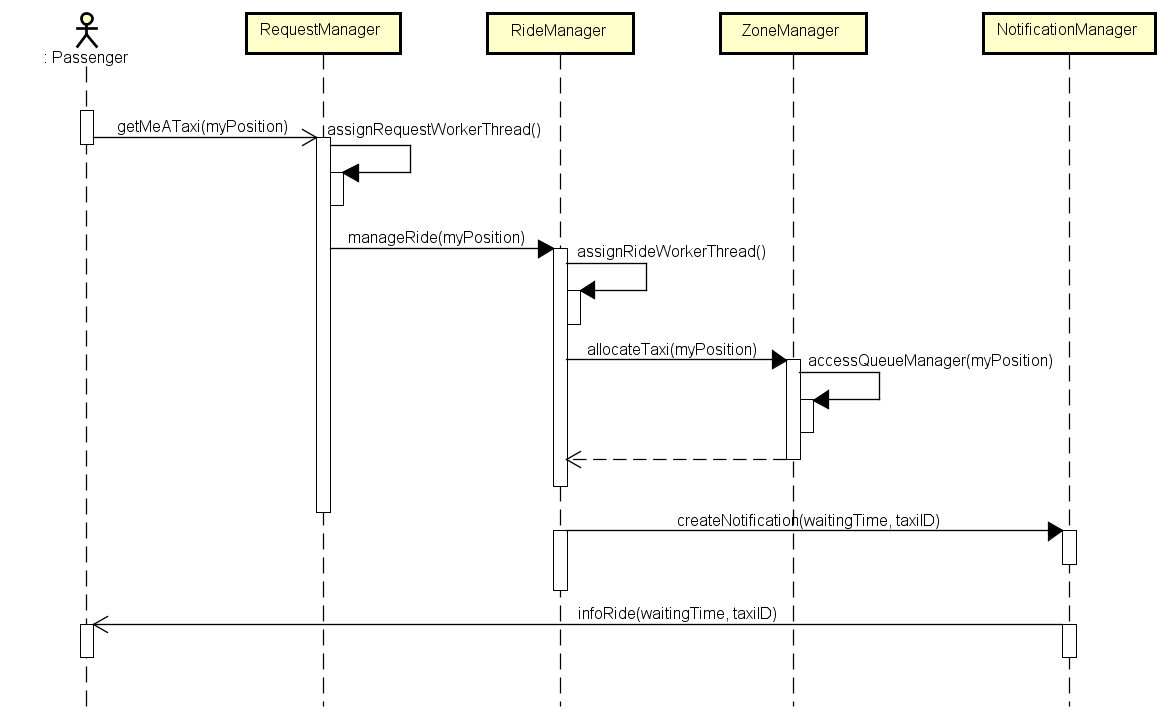 : Passenger
RequestManager
RideManager
ZoneManager
NotificationManager
getMeATaxi(myPosition)
assignRequestWorkerThread()
manageRide(myPosition)
assignRideWorkerThread()
allocateTaxi(myPosition)
accessQueueManager(myPosition)
createNotification(waitingTime, taxiID)
infoRide(waitingTime, taxiID)